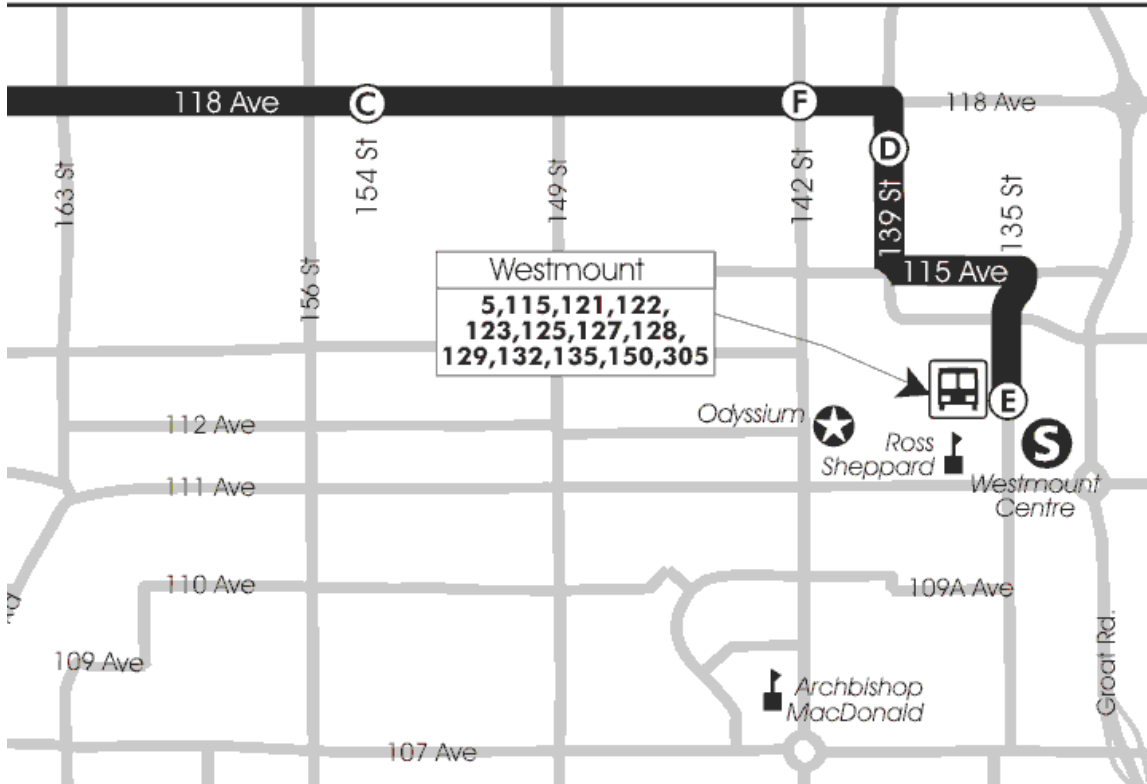 118 Ave
C
F
118 Ave
D
163 St
154 St
149 St
142 St
139 St
135 St
156 St
115 Ave
Westmount
5,115,121,122,
123,125,127,128,
129,132,135,150,305
E
112 Ave
Odyssium
Ross
Sheppard
S
Westmount
Centre
111 Ave
110 Ave
109A Ave
109 Ave
Groat Rd.
Archbishop
MacDonald
107 Ave